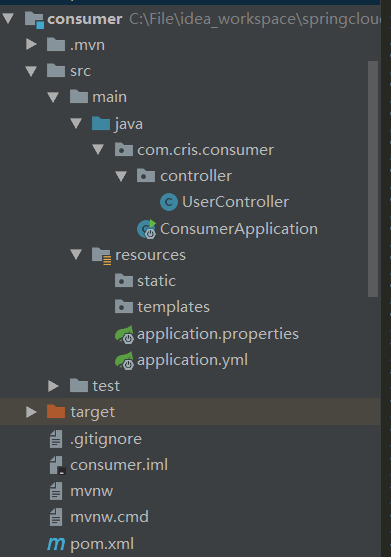 consumer C:\File\idea_workspace\springcloud
.mvn
src
main
java
com.cris.consumer
controller
UserController
ConsumerApplication
resources
static
templates
application.properties
application.yml
test
target
.gitignore
consumer.iml
mvnw
mvnw.cmd
pom.xml